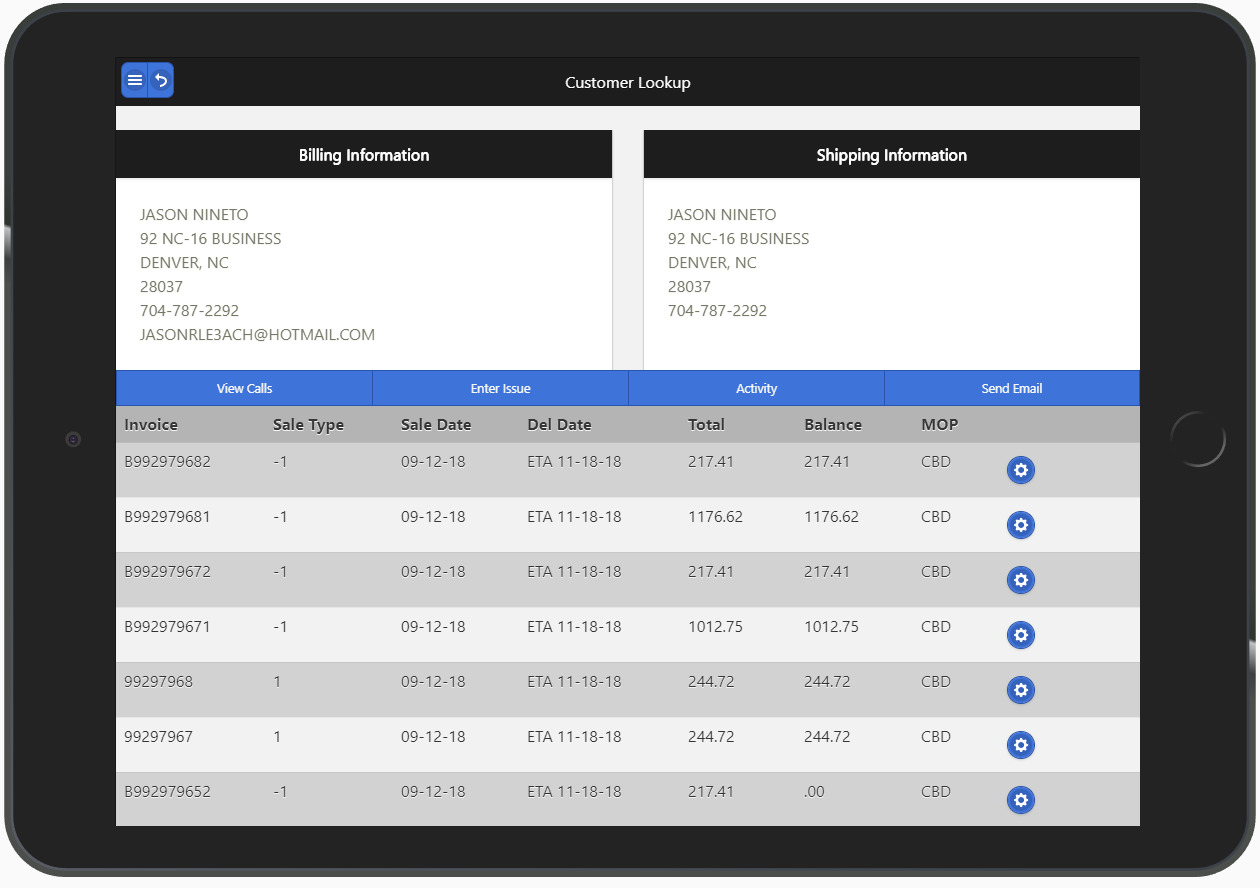 Customer Lookup
Billing Information
JASON NINETO
92 NC-16 BUSINESS
DENVER, NC
28037
704-787-2292
JASONRLE3ACH@HOTMAIL.COM
Shipping Information
JASON NINETO
92 NC-16 BUSINESS
DENVER, NC
28037
704-787-2292
View Calls Enter Issue Activity Send Email
Invoice Sale Type Sale Date Del Date Total Balance MOP
B992979682 -1 09-12-18 ETA 11-18-18 217.41 217.41 CBD
B992979681 -1 09-12-18 ETA 11-18-18 1176.62 1176.62 CBD
B992979672 -1 09-12-18 ETA 11-18-18 217.41 217.41 CBD
B992979671 -1 09-12-18 ETA 11-18-18 1012.75 1012.75 CBD
99297968 1 09-12-18 ETA 11-18-18 244.72 244.72 CBD
99297967 1 09-12-18 ETA 11-18-18 244.72 244.72 CBD
B992979652 -1 09-12-18 ETA 11-18-18 217.41 .00 CBD